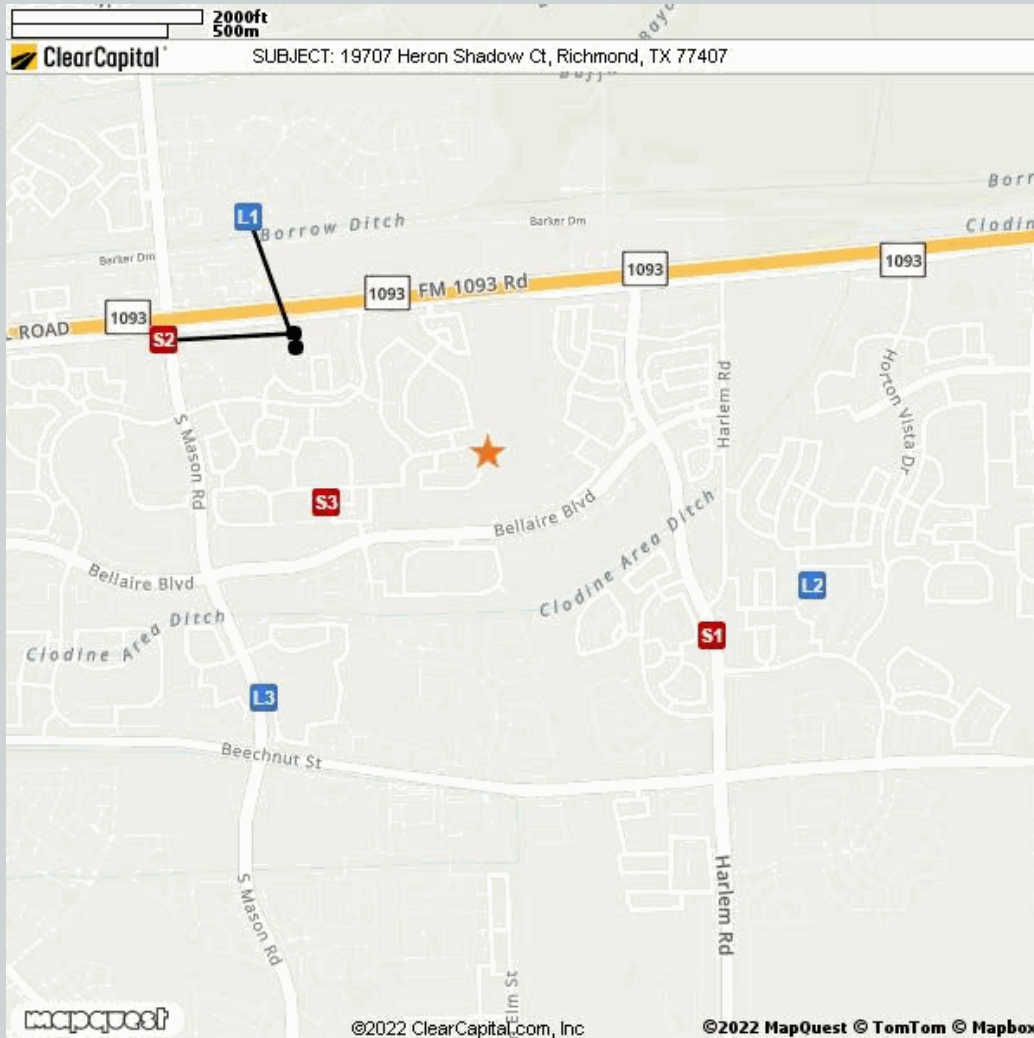 2000ft
500m
Bayo
ClearCapital
SUBJECT: 19707 Heron Shadow Ct, Richmond, TX 77407
L1
Borrow Ditch
Barker Dm
Borr
Clodin
Barker Dm
1093
1093
1093
1093
FM 1093 Rd
L ROAD
S2
S Mason Rd
Harlem Rd
Horton Vista Dr
S3
Bellaire Blvd
Clodine Area Ditch
Bellaire Blvd
L2
Clodine Area Ditch
S1
L3
Beechnut St
S Mason Rd
Harlem Rd
Elm St
mapquest
©2022 ClearCapital.com, Inc
©2022 MapQuest © TomTom © Mapbox